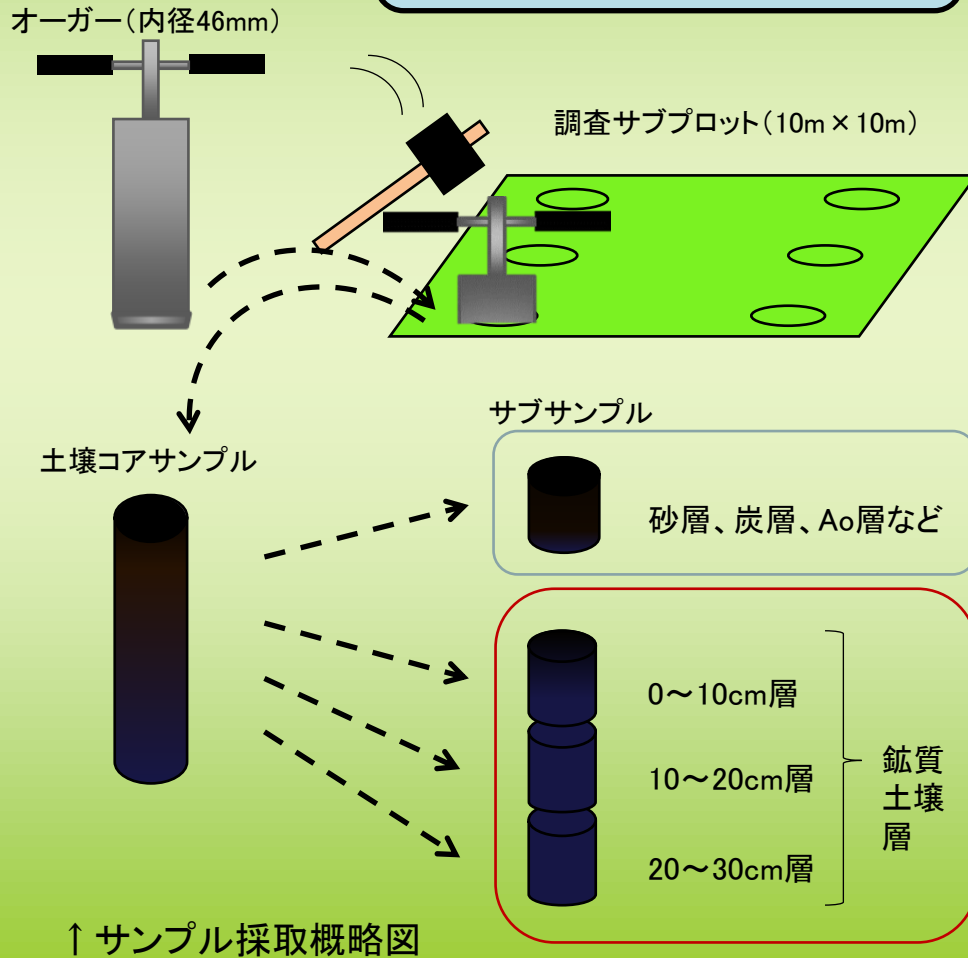 オーガー（内径46mm）
調査サブプロット（10m×10m）
サブサンプル
土壌コアサンプル
砂層、炭層、Ao層など
0～10cm層
10～20cm層
20～30cm層
鉱質
土壌
層
↑サンプル採取概略図